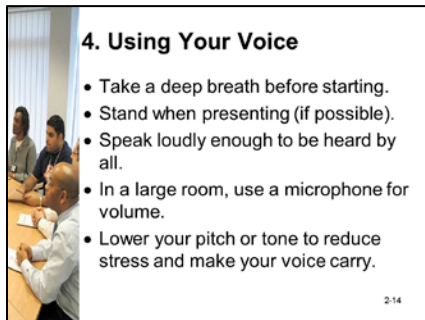 4. Using Your Voice
• Take a deep breath before starting.
• Stand when presenting (if possible).
• Speak loudly enough to be heard by
all.
• In a large room, use a microphone for
volume.
• Lower your pitch or tone to reduce
stress and make your voice carry.
2-14